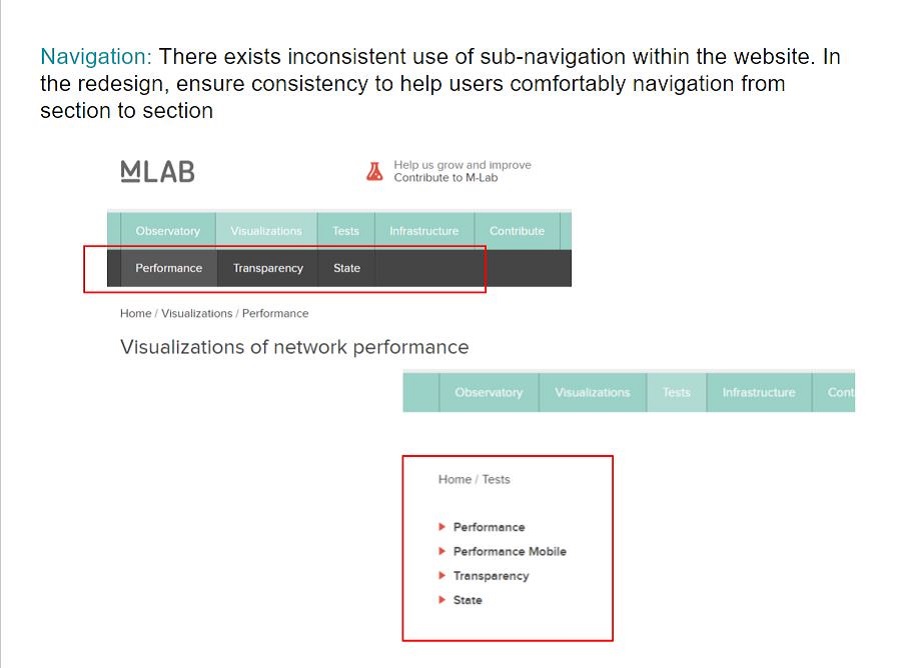 Navigation: There exists inconsistent use of sub-navigation within the website. In
the redesign, ensure consistency to help users comfortably navigation from
section to section
MLAB
Help us grow and improve
Contribute to M-Lab
Observatory Visualizations Tests Infrastructure Contribute
Performance Transparency State
Home / Visualizations / Performance
Visualizations of network performance
Observatory Visualizations Tests Infrastructure Cont
Home / Tests
Performance
Performance Mobile
Transparency
State